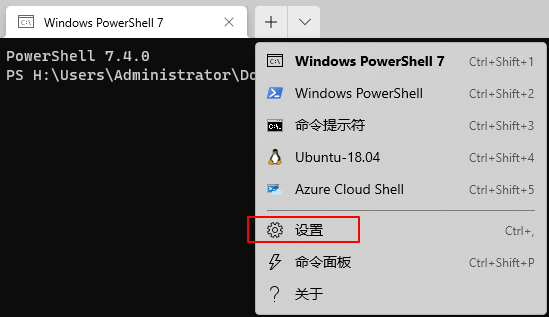 Windows PowerShell 7
PowerShell 7.4.0
PS H:\Users\Administrator\Do
Windows PowerShell 7 Ctrl+Shift+1
Windows PowerShell Ctrl+Shift+2
命令提示符 Ctrl+Shift+3
Ubuntu-18.04 Ctrl+Shift+4
Azure Cloud Shell Ctrl+Shift+5
设置 Ctrl+,
命令面板 Ctrl+Shift+P
关于